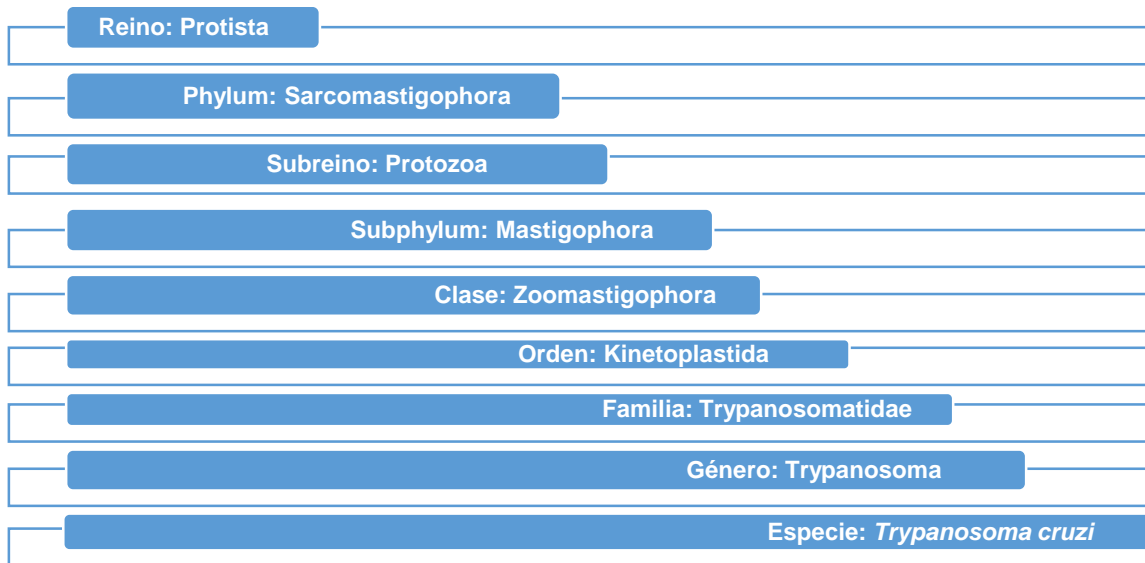 Reino: Protista
Phylum: Sarcomastigophora
Subreino: Protozoa
Subphylum: Mastigophora
Clase: Zoomastigophora
Orden: Kinetoplastida
Familia: Trypanosomatidae
Género: Trypanosoma
Especie: Trypanosoma cruzi